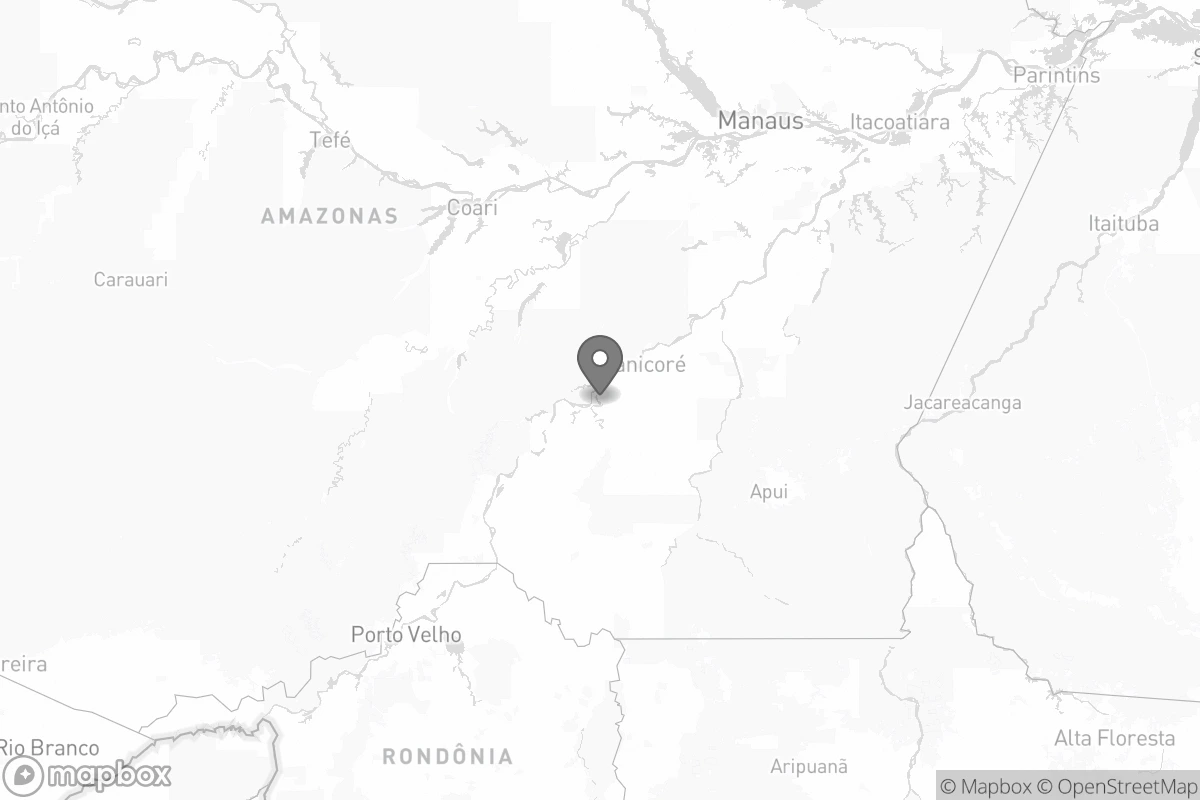 Parintins
nto Antônio
do Içá
Manaus
Itacoatiara
Tefé
Coari
AMAZONAS
Itaituba
Carauari
anicoré
Jacareacanga
Apui
Porto Velho
reira
Rio Branco
RONDÔNIA
Alta Floresta
Aripuanã
mapbox
© Mapbox © OpenStreetMap